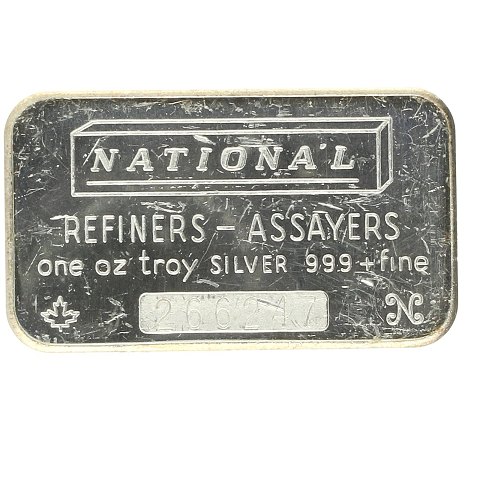 NATIONAL
REFINERS - ASSAYERS
one oz troy SILVER 999+fine
266217
N